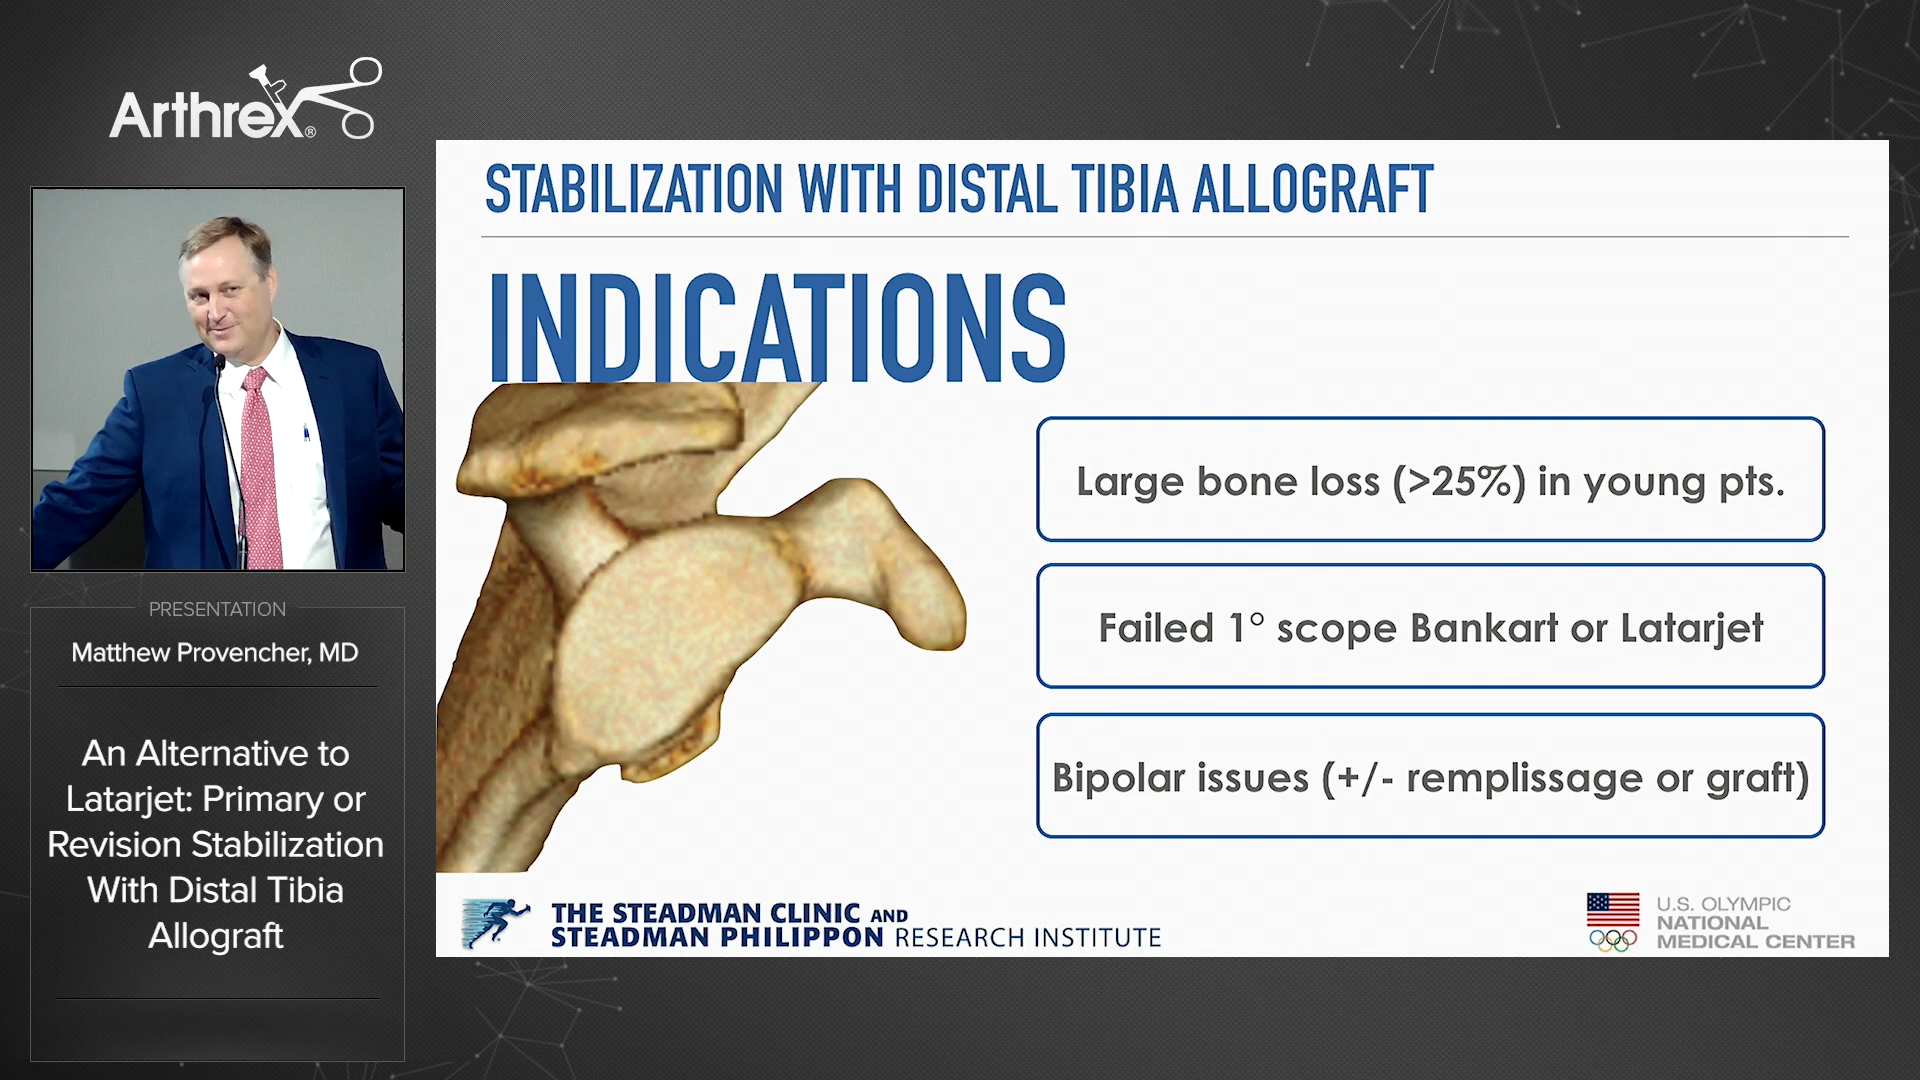 Arthrex®
PRESENTATION
Matthew Provencher, MD
An Alternative to
Latarjet: Primary or
Revision Stabilization
With Distal Tibia
Allograft
STABILIZATION WITH DISTAL TIBIA ALLOGRAFT
INDICATIONS
Large bone loss (>25%) in young pts.
Failed 1° scope Bankart or Latarjet
Bipolar issues (+/- remplissage or graft)
THE STEADMAN CLINIC AND
STEADMAN PHILIPPON RESEARCH INSTITUTE
U.S. OLYMPIC
NATIONAL
MEDICAL CENTER